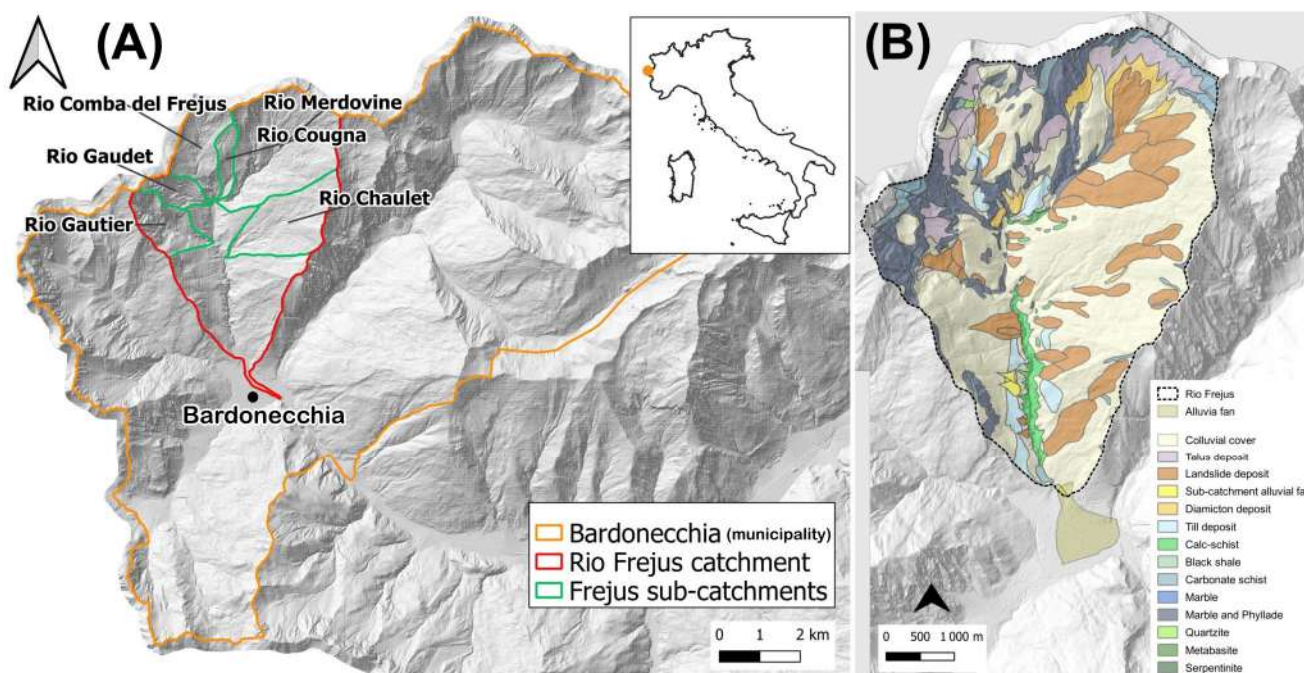 (A)
Rio Comba del Frejus
Rio Merdovine
Rio Cougna
Rio Gaudet
Rio Chaulet
Rio Gautier
Bardonecchia
Bardonecchia (municipality)
Rio Frejus catchment
Frejus sub-catchments
0 1 2 km
(B)
Rio Frejus
Alluvia fan
Colluvial cover
Telus deposit
Landslide deposit
Sub-catchment alluvial fa
Diamicton deposit
Till deposit
Calc-schist
Black shale
Carbonate schist
Marble
Marble and Phyllade
Quartzite
Metabasite
Serpentinite
0 500 1 000 m